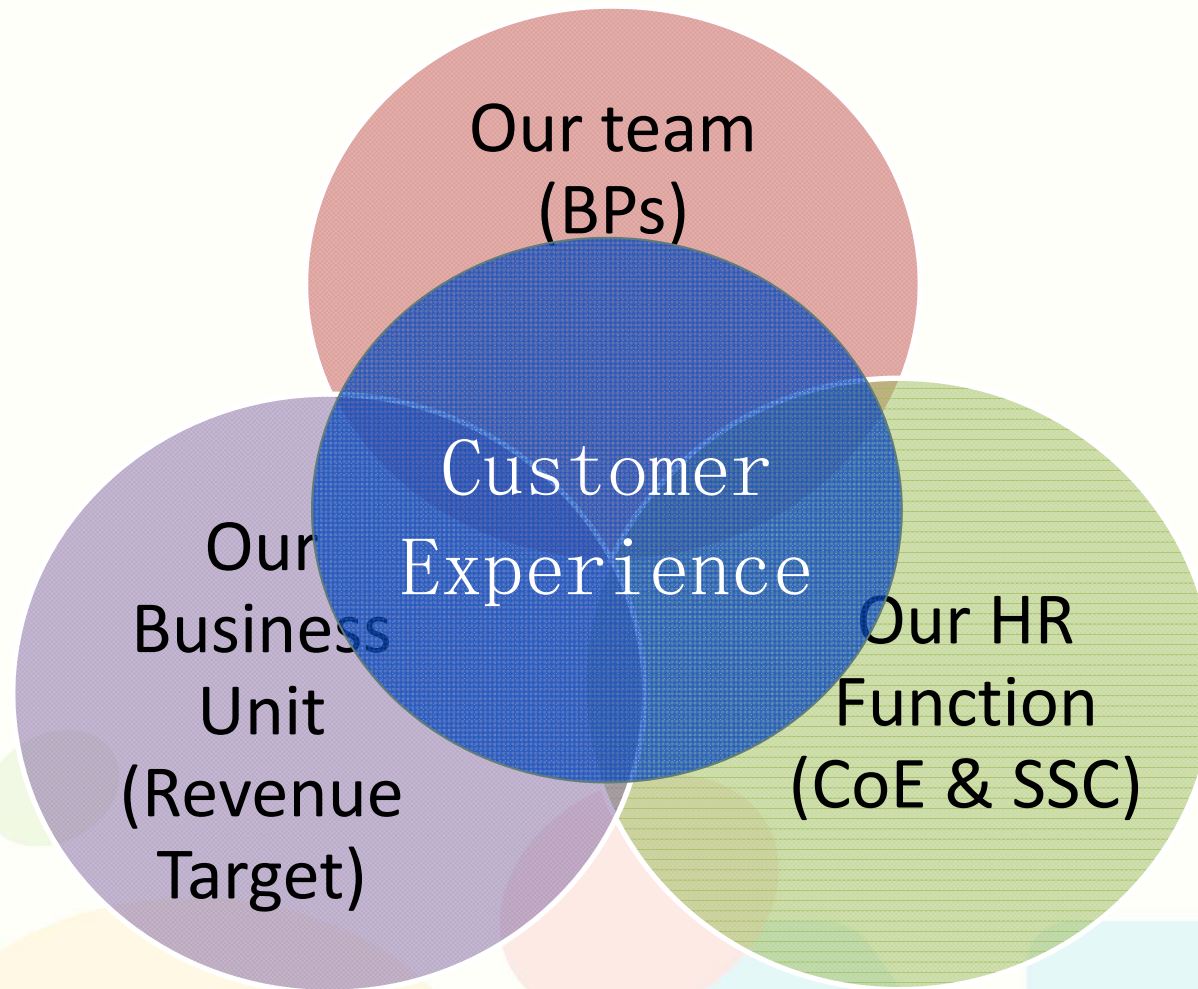 Our team
(BPs)
Customer
Experience
Our
Business
Unit
(Revenue
Target)
Our HR
Function
(CoE & SSC)